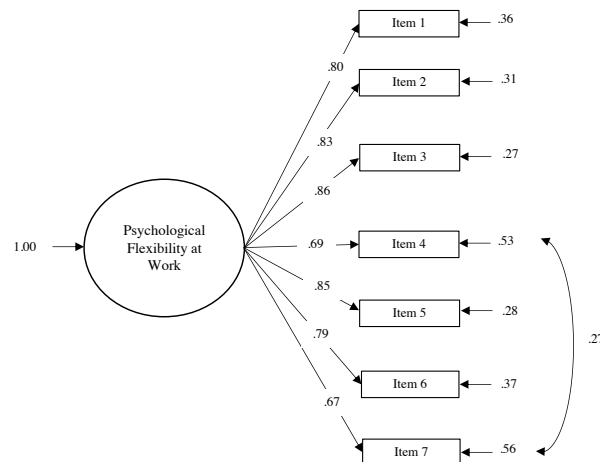 Item 1
.36
.80
Item 2
.31
.83
Item 3
.27
.86
Psychological
Flexibility at
Work
1.00
.69
Item 4
.53
.85
Item 5
.28
.27
.79
Item 6
.37
.67
Item 7
.56